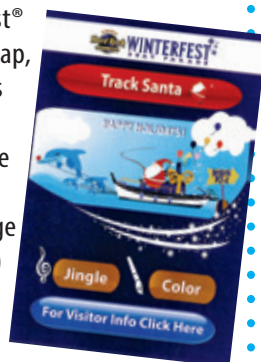 st®
ap,
s
e
ge
)
WINTERFEST
BOAT PARADE
Track Santa
HAPPY HOLIDAYS!
Jingle
Color
For Visitor Info Click Here